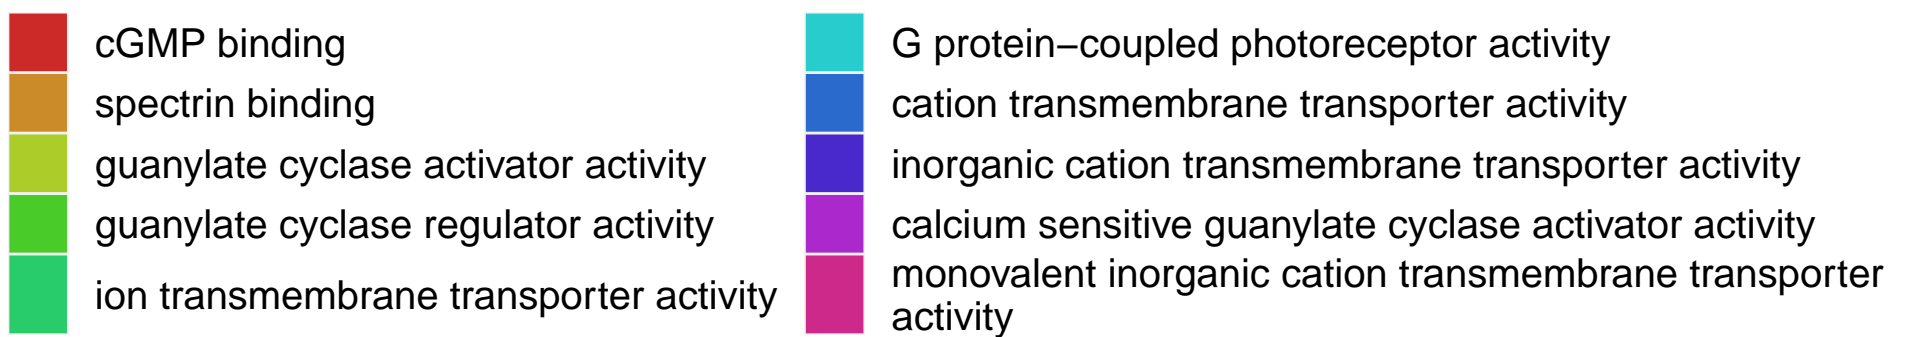 cGMP binding
spectrin binding
guanylate cyclase activator activity
guanylate cyclase regulator activity
ion transmembrane transporter activity
G protein−coupled photoreceptor activity
cation transmembrane transporter activity
inorganic cation transmembrane transporter activity
calcium sensitive guanylate cyclase activator activity
monovalent inorganic cation transmembrane transporter
activity